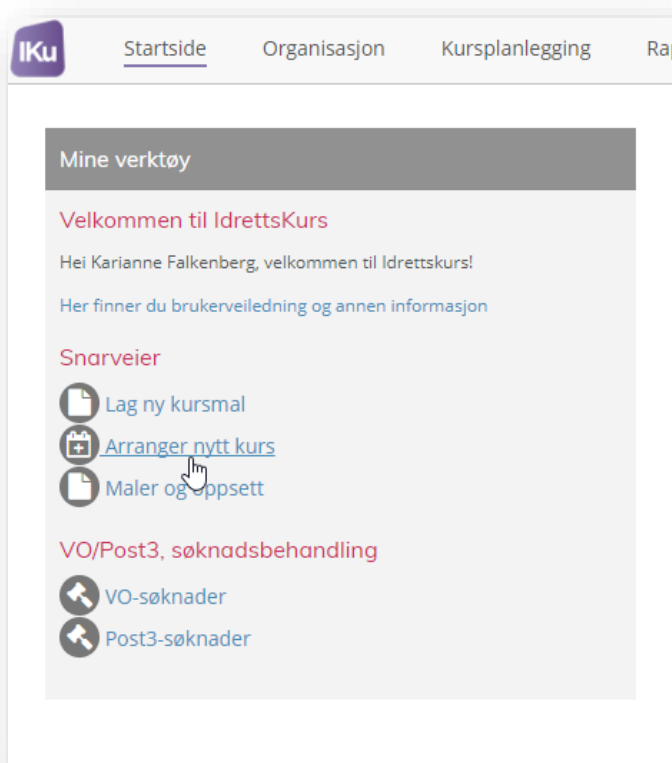 IKu
Startside Organisasjon Kursplanlegging
Mine verktøy
Velkommen til IdrettsKurs
Hei Karianne Falkenberg, velkommen til Idrettskurs!
Her finner du brukerveiledning og annen informasjon
Snarveier
Lag ny kursmal
Arranger nytt kurs
Maler og oppsett
VO/Post3, søknadsbehandling
VO-søknader
Post3-søknader